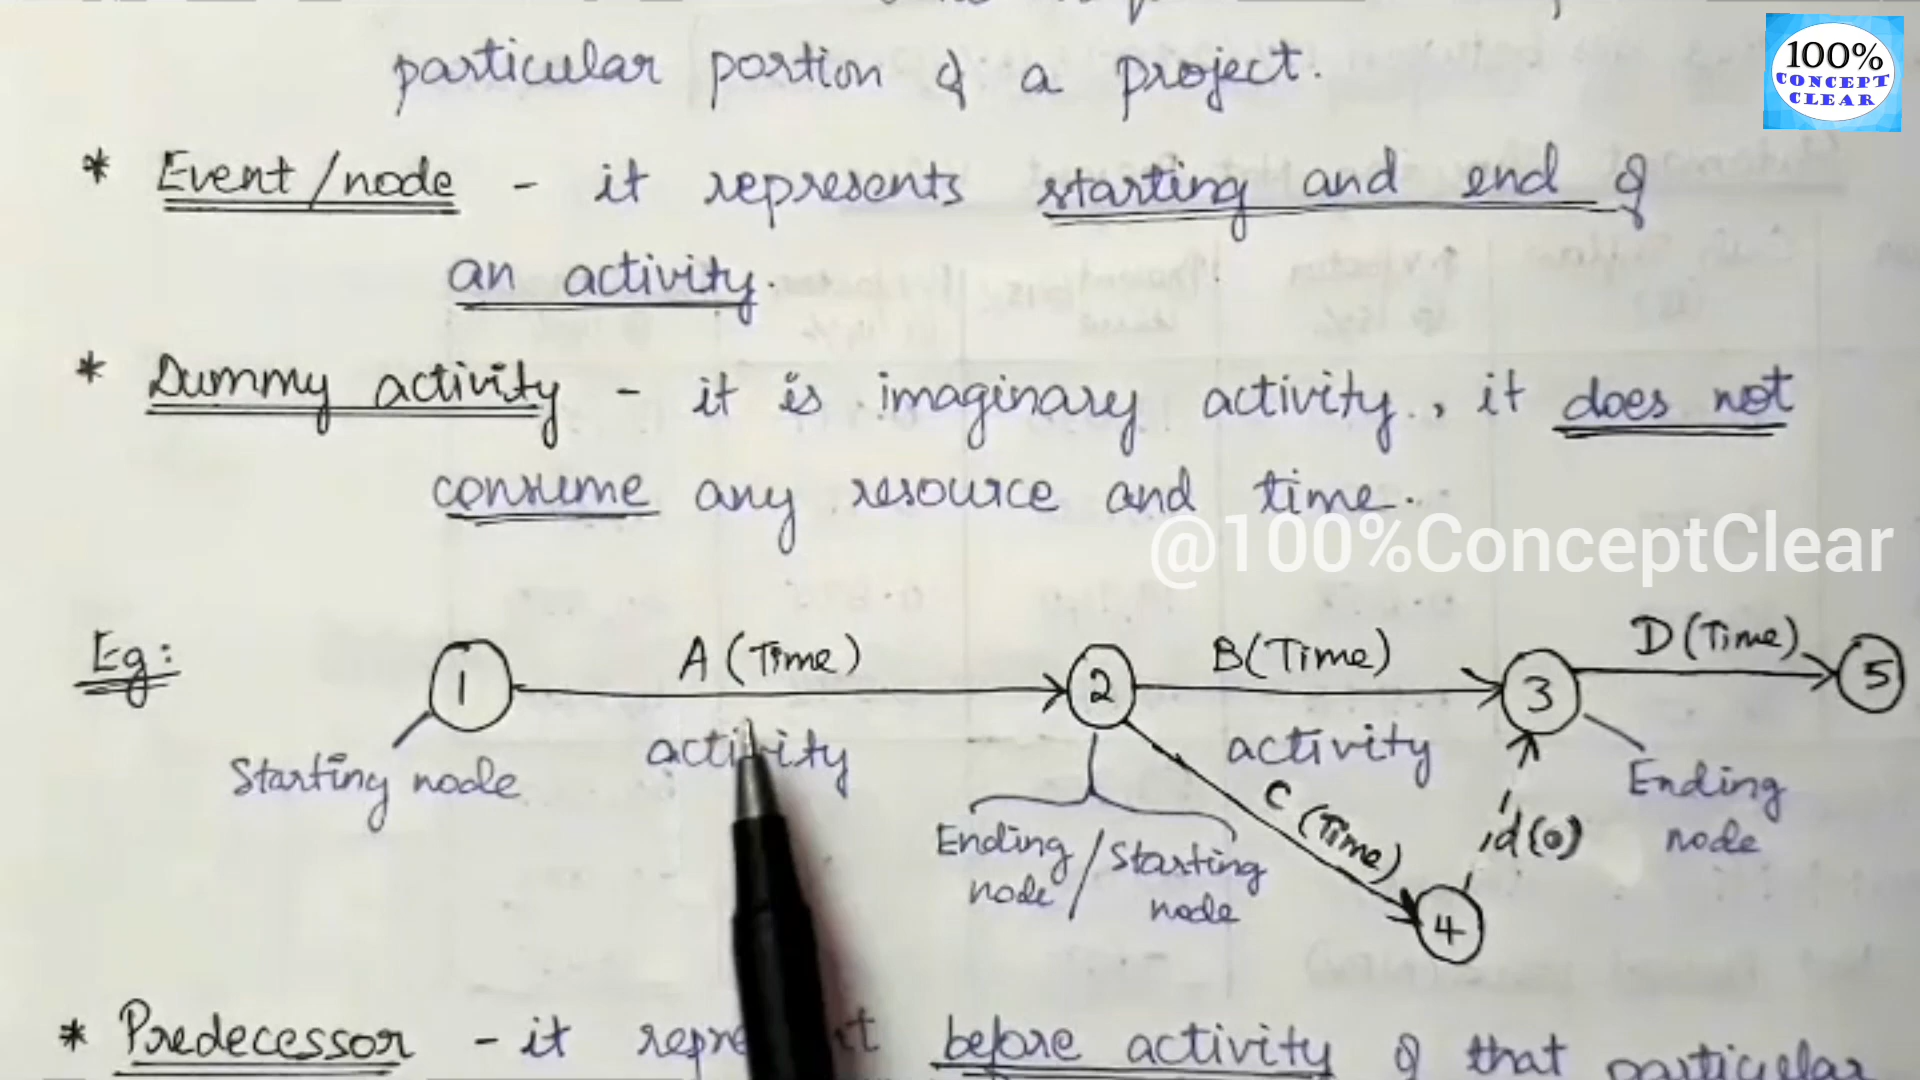 particular portion of a project.
100%
CONCEPT
CLEAR
* Event/node - it represents starting and end of
an activity.
* Dummy activity - it is imaginary activity, it does not
consume any resource and time.
@100%ConceptClear
Eg:
1
A (Time)
activity
2
B(Time)
activity
3
D(Time)
5
Starting node
Ending node / Starting node
C (Time)
d(0)
4
Ending node
* Predecessor - it before activity of that particular